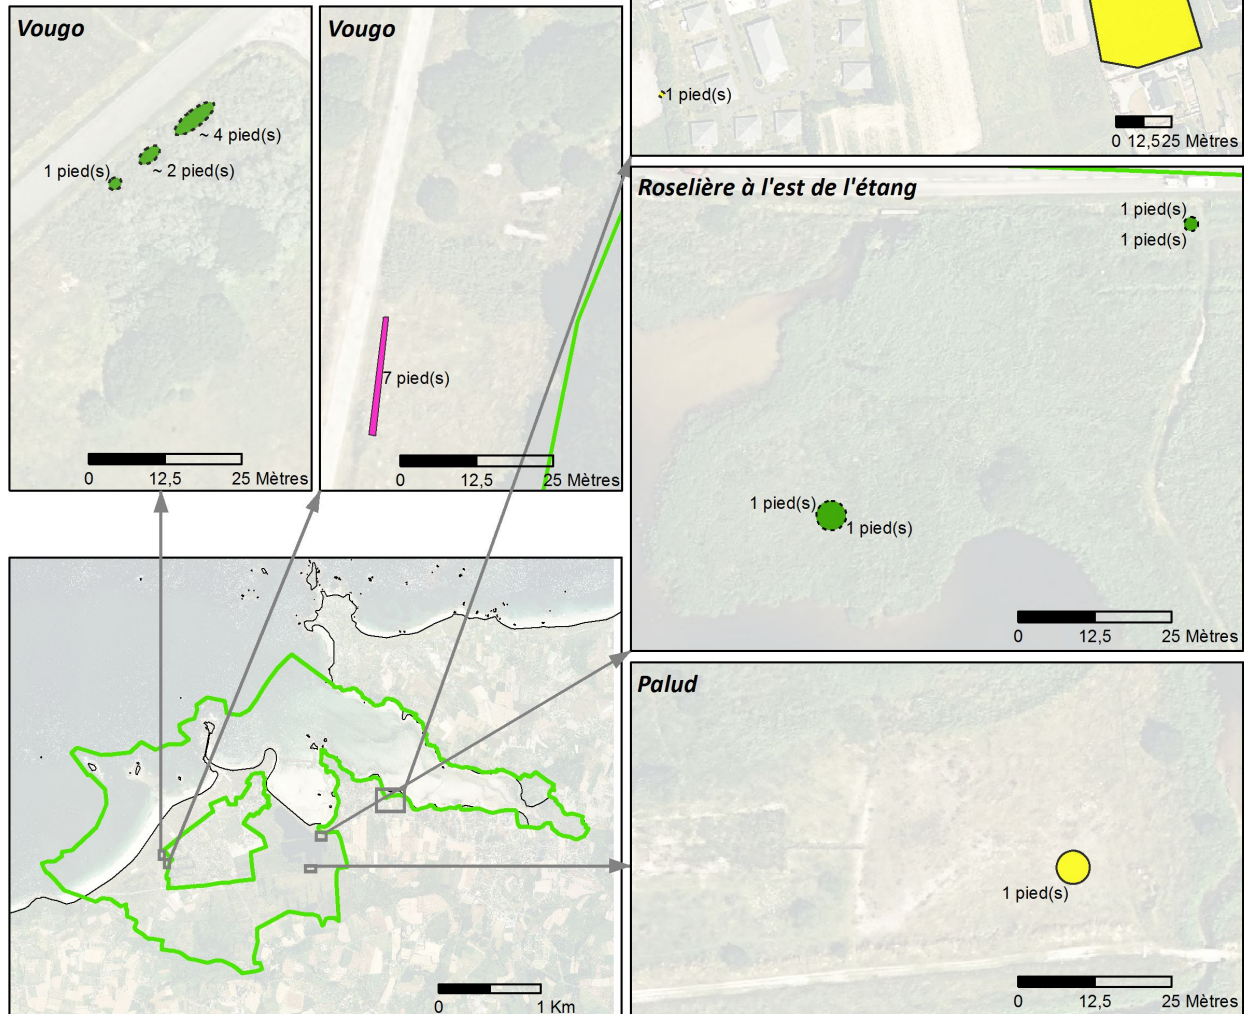 Vougo
~ 4 pied(s)
1 pied(s)
~ 2 pied(s)
0 12,5 25 Mètres
Vougo
7 pied(s)
0 12,5 25 Mètres
1 pied(s)
0 12,525 Mètres
Roselière à l'est de l'étang
1 pied(s)
1 pied(s)
1 pied(s)
1 pied(s)
0 12,5 25 Mètres
0 1 Km
Palud
1 pied(s)
0 12,5 25 Mètres